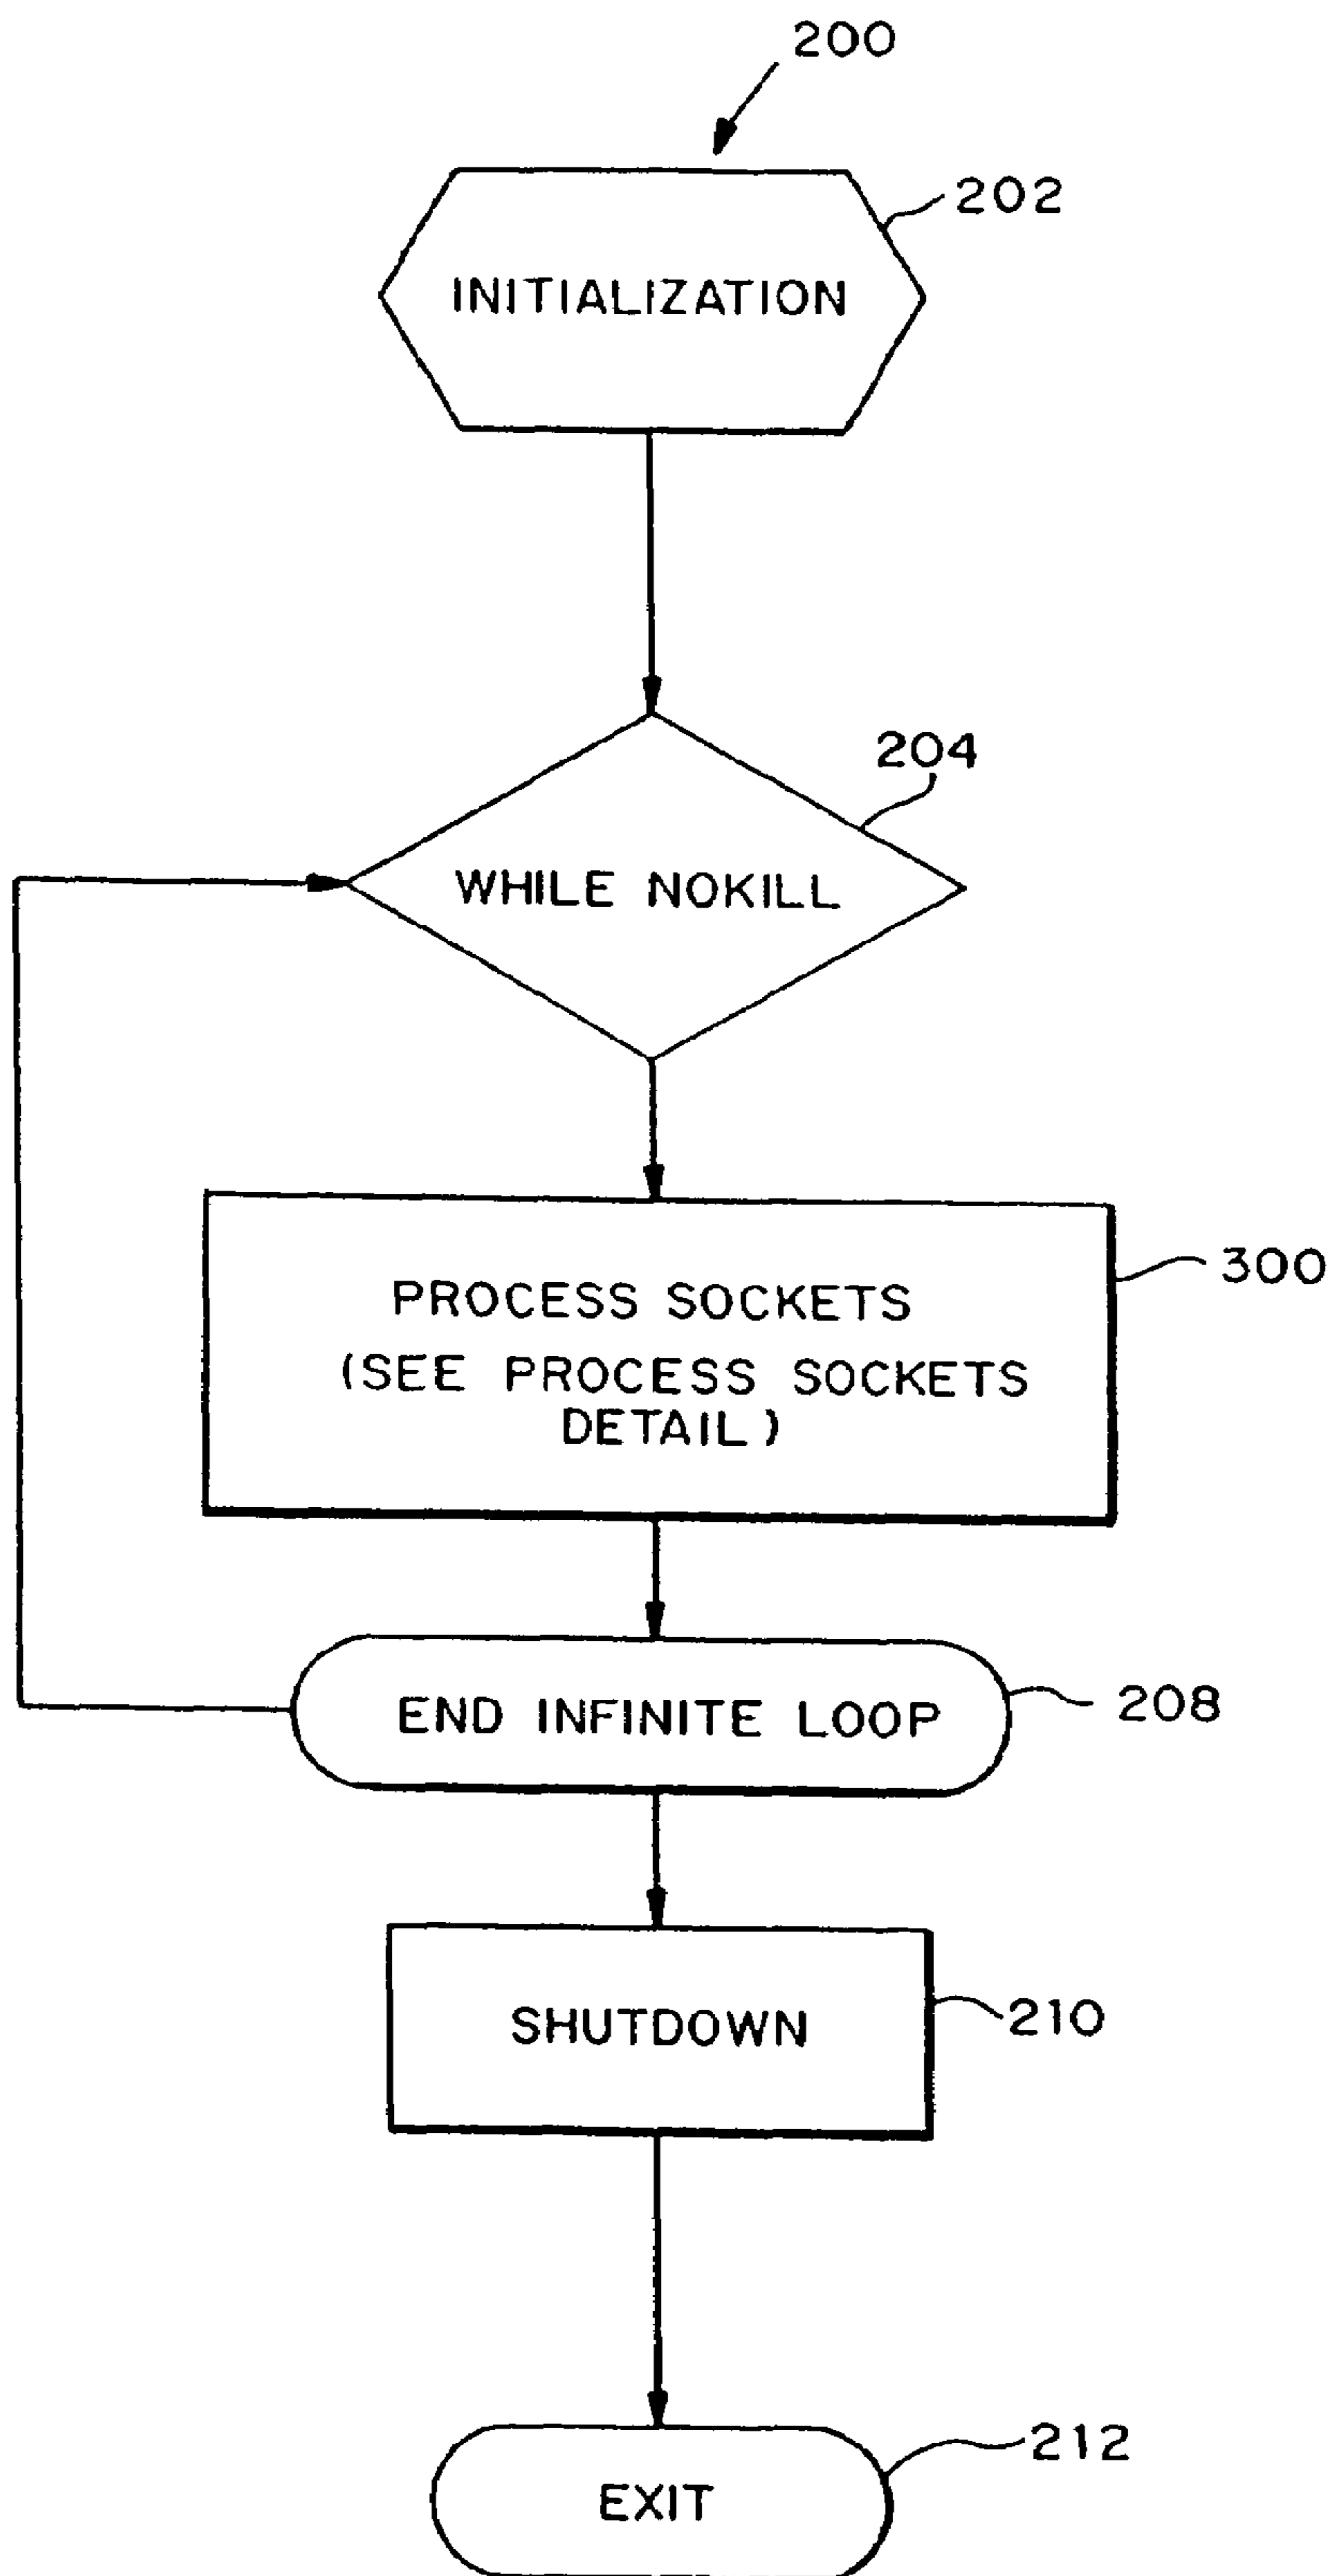 200
202
INITIALIZATION
204
WHILE NOKILL
300
PROCESS SOCKETS
(SEE PROCESS SOCKETS
DETAIL)
208
END INFINITE LOOP
210
SHUTDOWN
212
EXIT